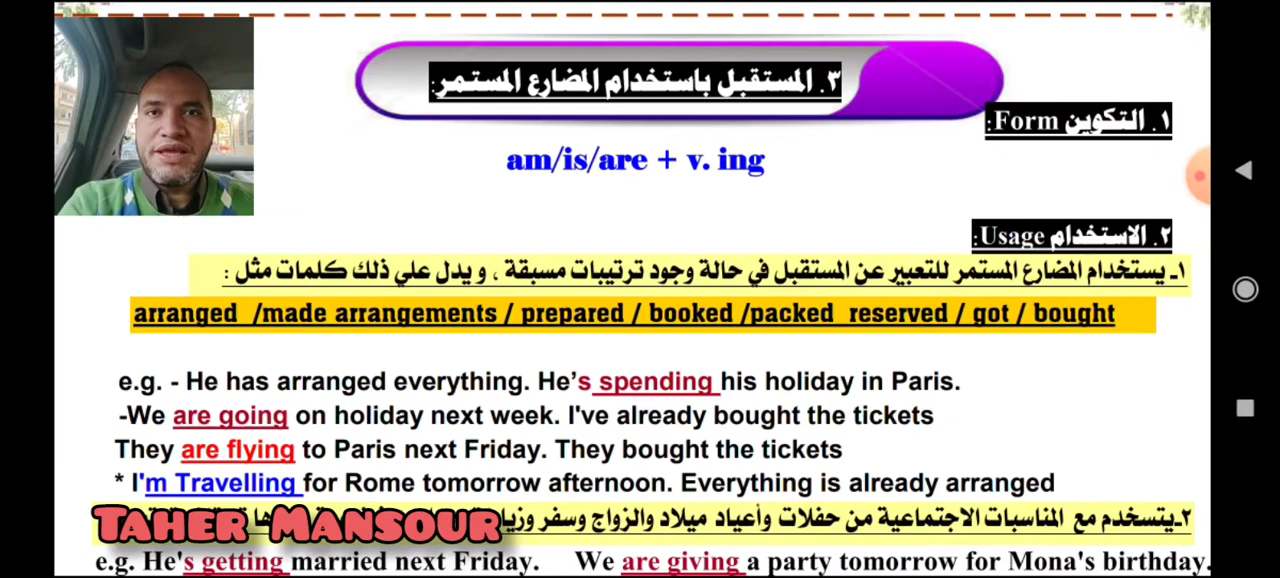 ٣. المستقبل باستخدام المضارع المستمر:
١. التكوين Form:
am/is/are + v. ing
٢. الاستخدام Usage:
١ـ يستخدام المضارع المستمر للتعبير عن المستقبل في حالة وجود ترتيبات مسبقة ، و يدل علي ذلك كلمات مثل :
arranged /made arrangements / prepared / booked /packed reserved / got / bought
e.g. - He has arranged everything. He’s spending his holiday in Paris.
-We are going on holiday next week. I've already bought the tickets
They are flying to Paris next Friday. They bought the tickets
* I'm Travelling for Rome tomorrow afternoon. Everything is already arranged
٢ـيتسخدم مع المناسبات الاجتماعية من حفلات وأعياد ميلاد والزواج وسفر
TAHER MANSOUR
e.g. He's getting married next Friday. We are giving a party tomorrow for Mona's birthday.